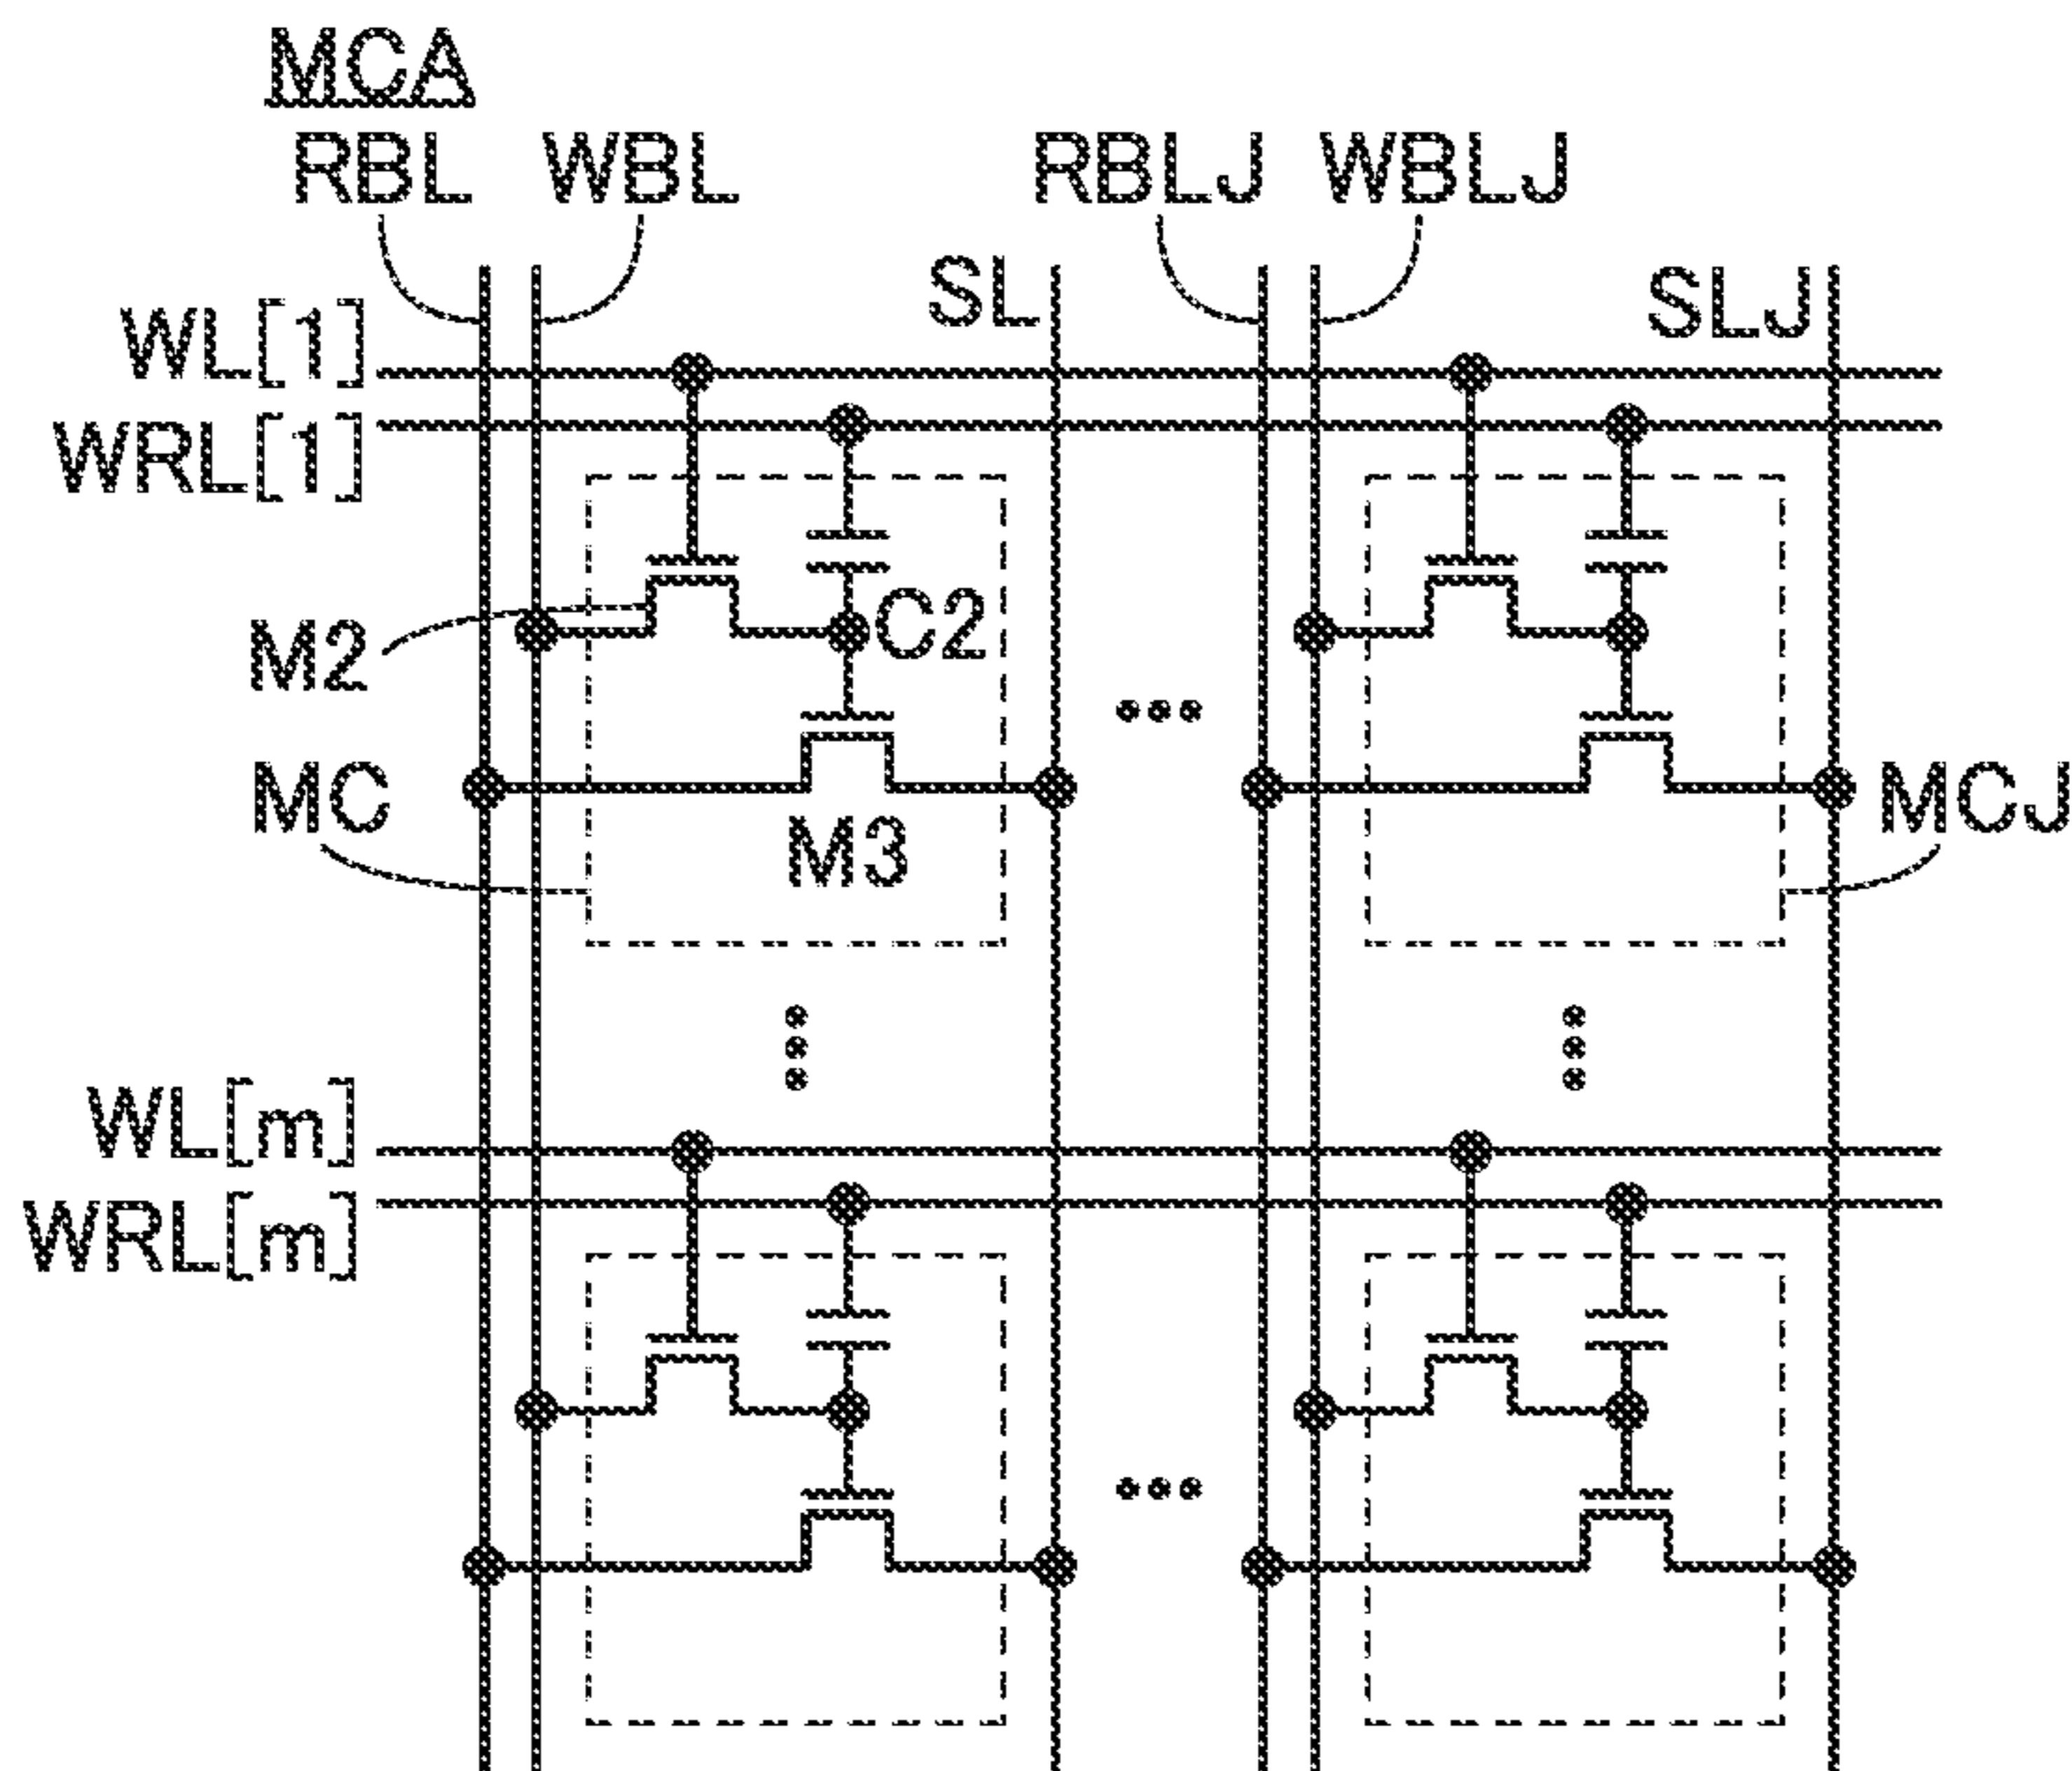 MCA
RBL WBL RBLJ WBLJ
SL SLJ
WL[1]
WRL[1]
M2 C2
MC M3 MCJ
WL[m]
WRL[m]